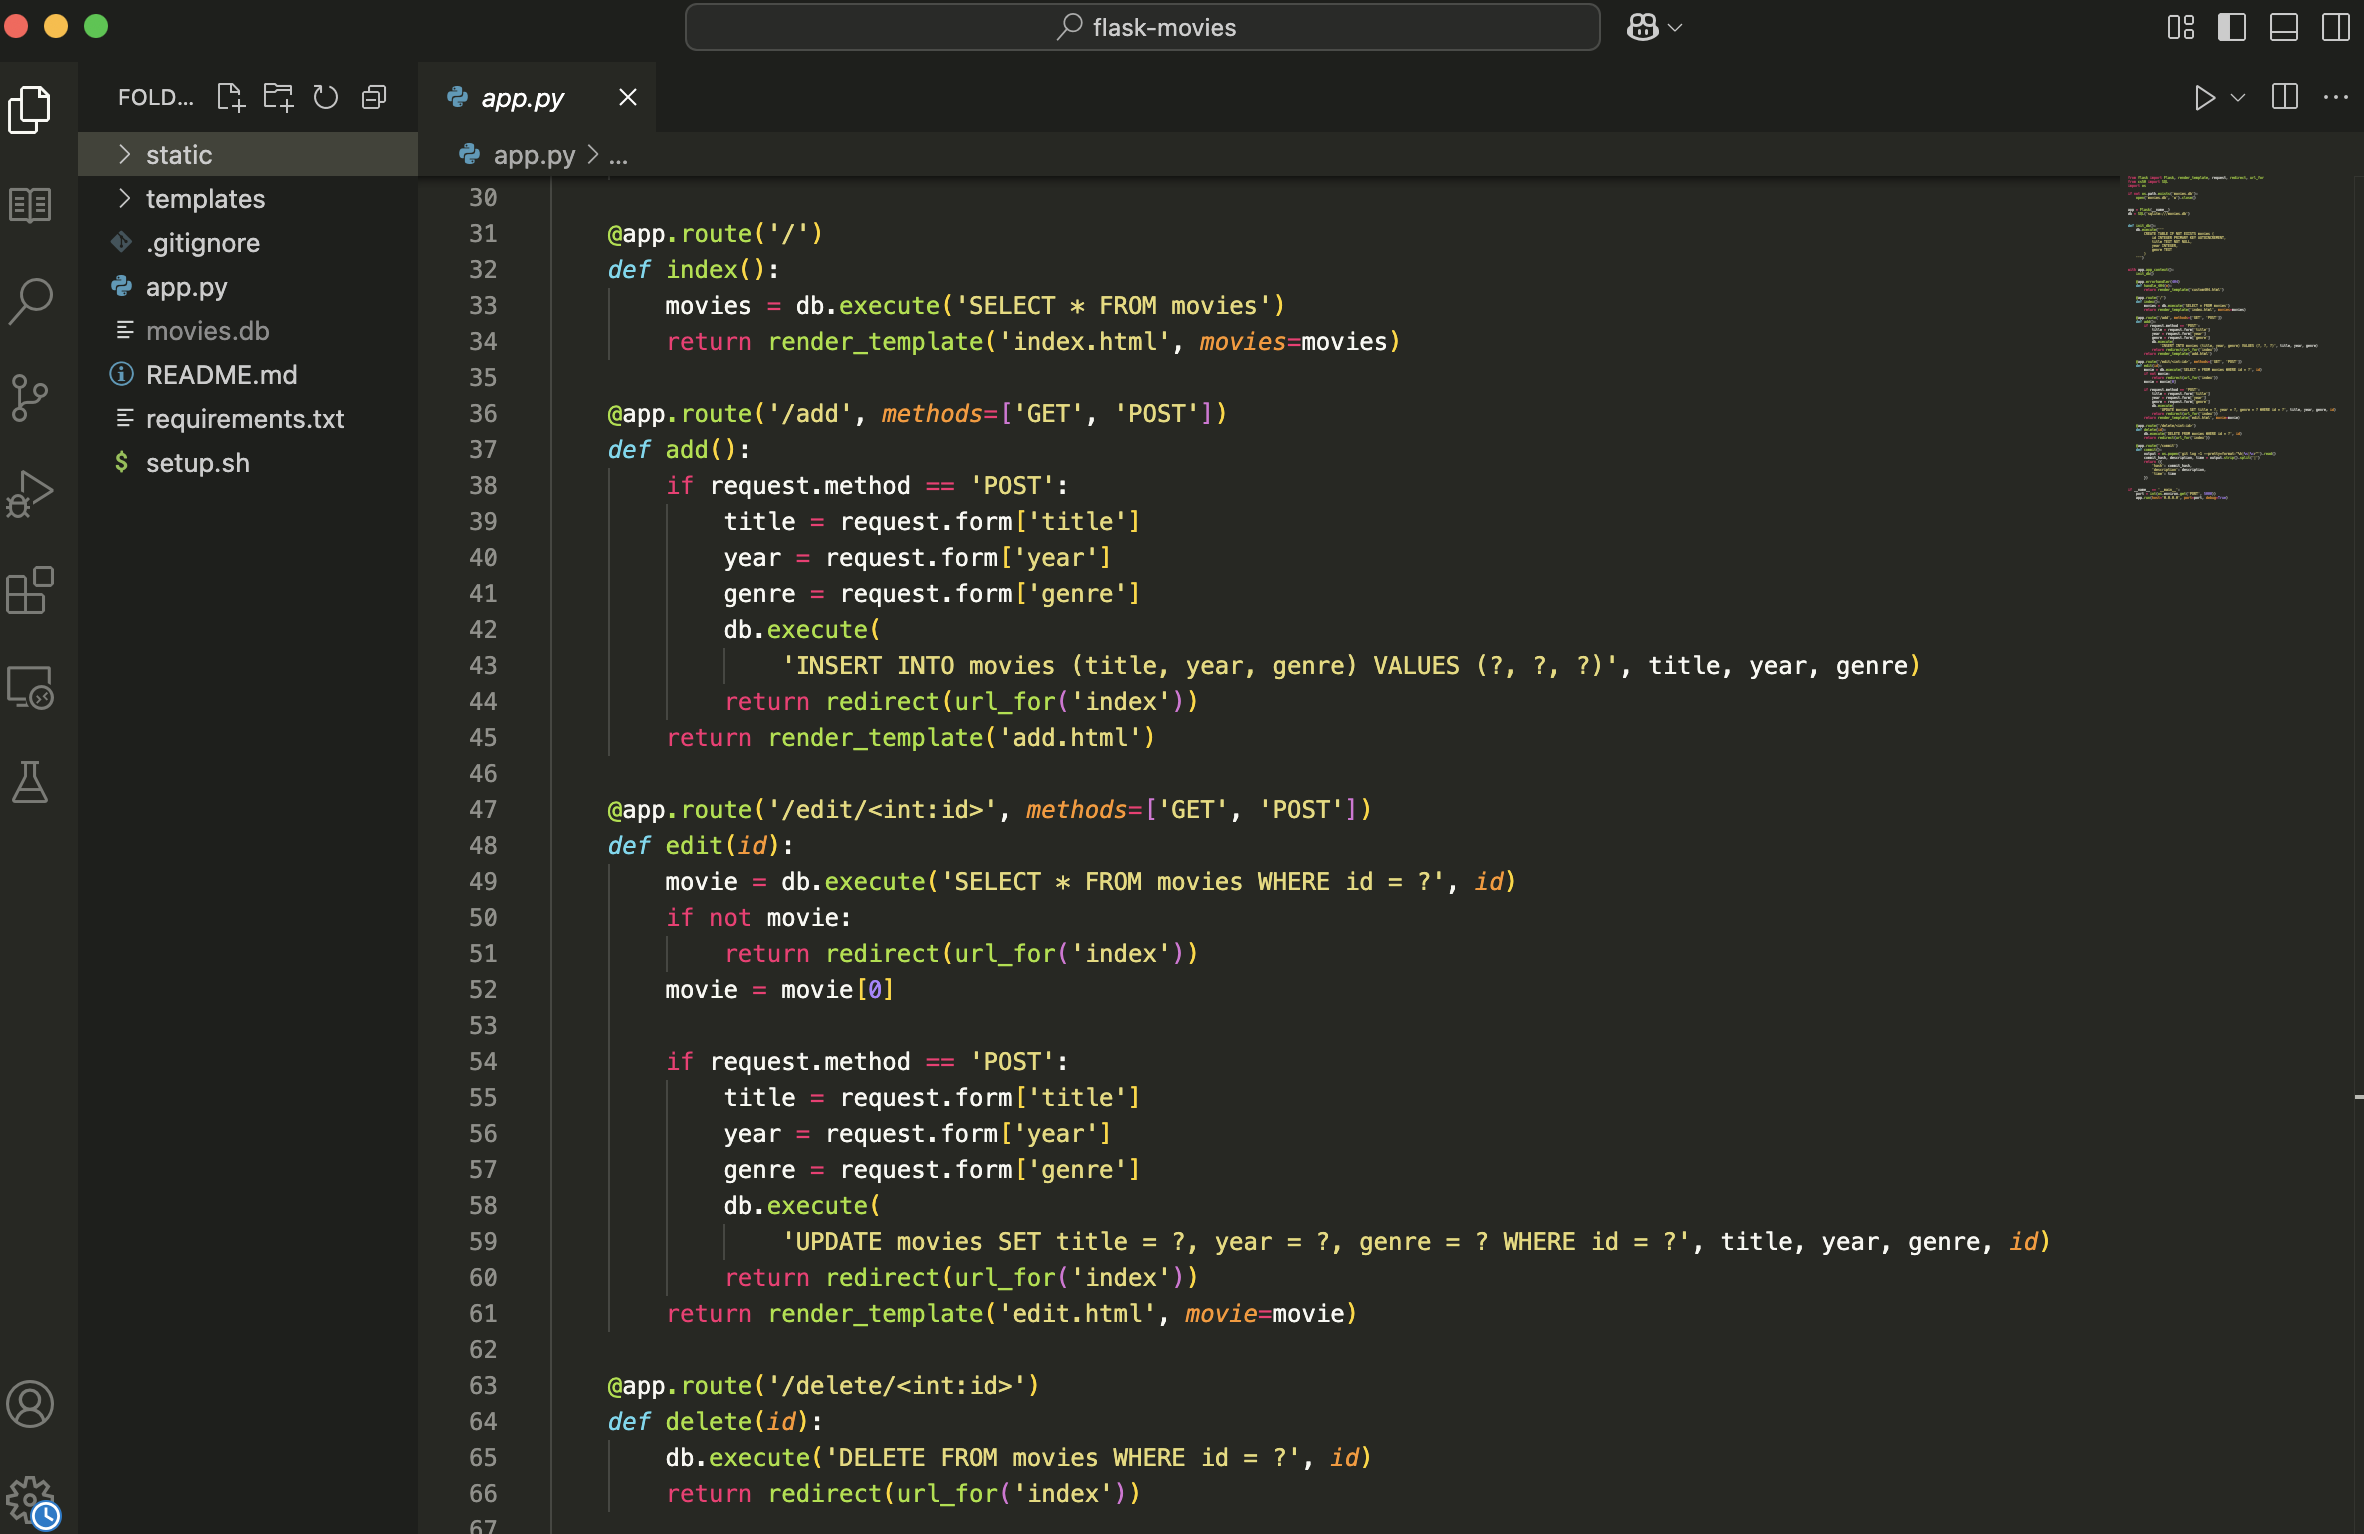 flask-movies
FOLD...
static
templates
.gitignore
app.py
movies.db
README.md
requirements.txt
$ setup.sh
app.py
app.py > ...
30
31 @app.route('/')
32 def index():
33 movies = db.execute('SELECT * FROM movies')
34 return render_template('index.html', movies=movies)
35
36 @app.route('/add', methods=['GET', 'POST'])
37 def add():
38 if request.method == 'POST':
39 title = request.form['title']
40 year = request.form['year']
41 genre = request.form['genre']
42 db.execute(
43 'INSERT INTO movies (title, year, genre) VALUES (?, ?, ?)', title, year, genre)
44 return redirect(url_for('index'))
45 return render_template('add.html')
46
47 @app.route('/edit/<int:id>', methods=['GET', 'POST'])
48 def edit(id):
49 movie = db.execute('SELECT * FROM movies WHERE id = ?', id)
50 if not movie:
51 return redirect(url_for('index'))
52 movie = movie[0]
53
54 if request.method == 'POST':
55 title = request.form['title']
56 year = request.form['year']
57 genre = request.form['genre']
58 db.execute(
59 'UPDATE movies SET title = ?, year = ?, genre = ? WHERE id = ?', title, year, genre, id)
60 return redirect(url_for('index'))
61 return render_template('edit.html', movie=movie)
62
63 @app.route('/delete/<int:id>')
64 def delete(id):
65 db.execute('DELETE FROM movies WHERE id = ?', id)
66 return redirect(url_for('index'))
67